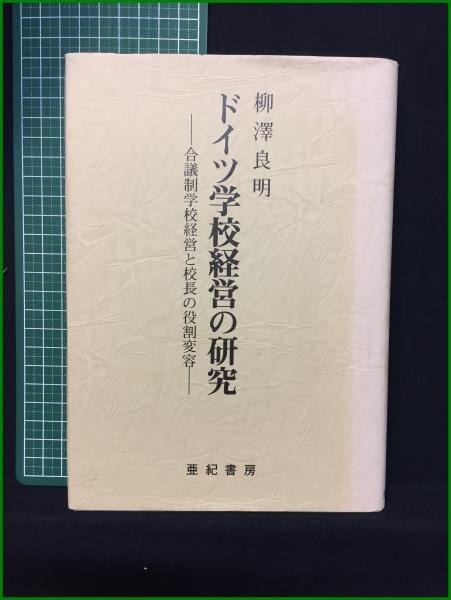 柳澤良明
ドイツ学校経営の研究
――合議制学校経営と校長の役割変容――
亜紀書房